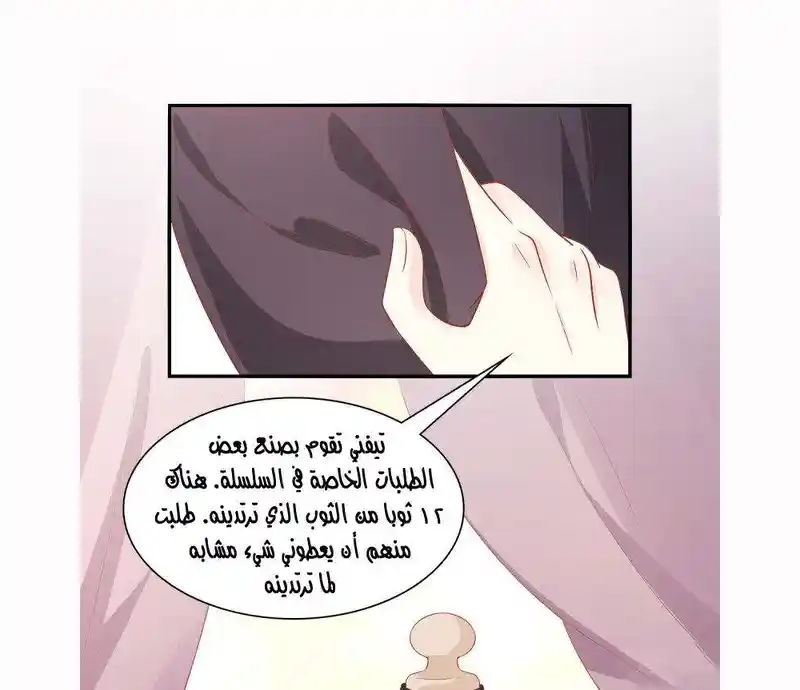 تيفني تقوم بصنع بعض
الطلبات الخاصة في السلسلة. هناك
١٢ ثوبا من الثوب الذي ترتدينه. طلبت
منهم أن يعطوني شيء مشابه
لما ترتدينه